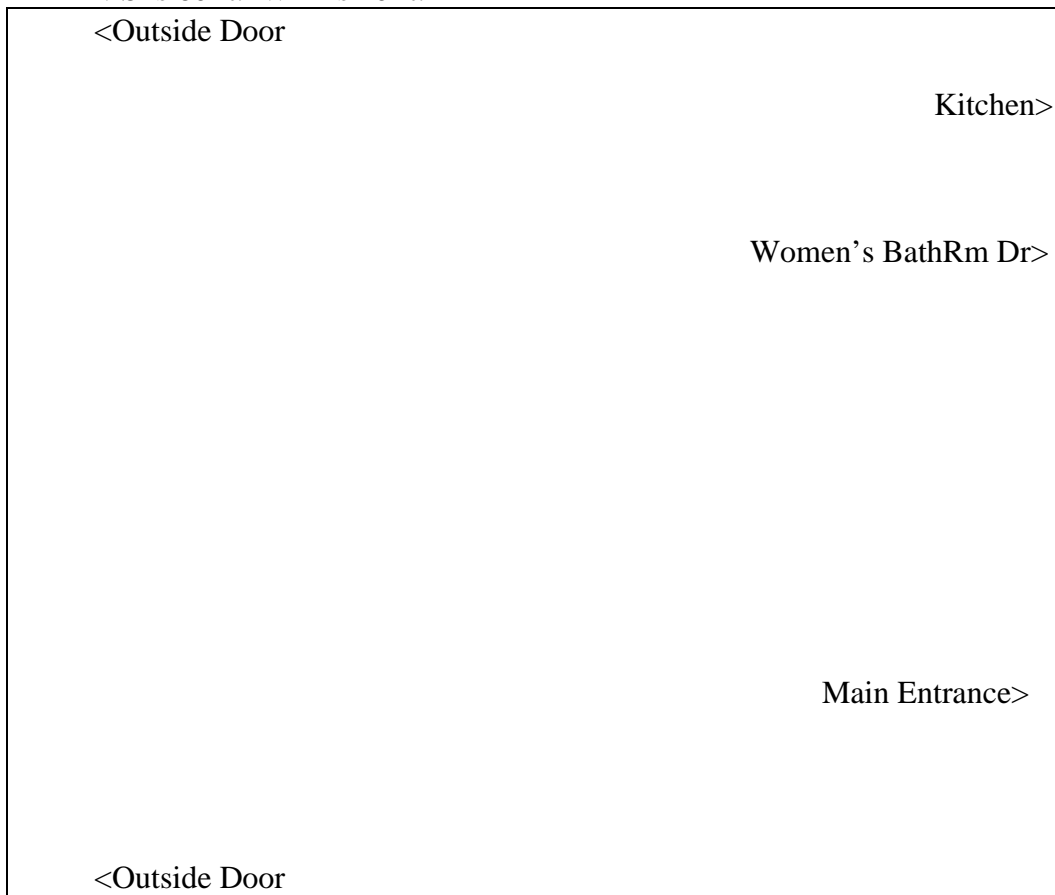 <Outside Door
Kitchen>
Women’s BathRm Dr>
Main Entrance>
<Outside Door